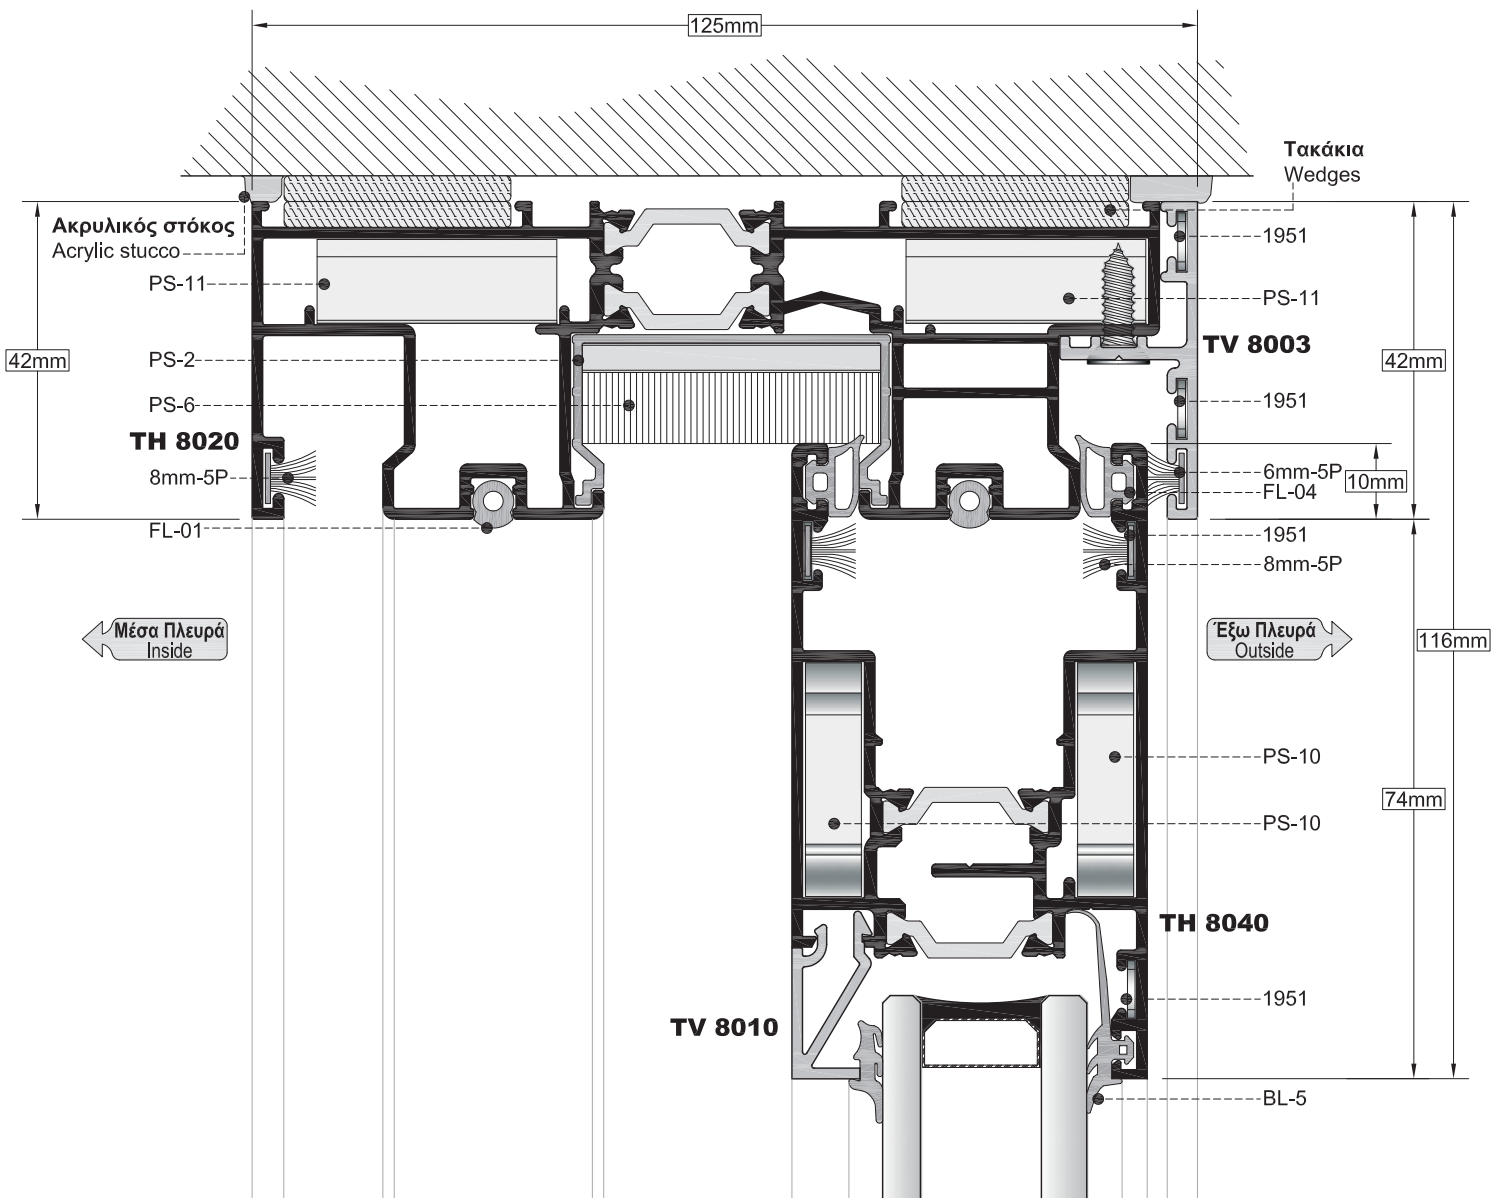 125mm
Τακάκια
Wedges
Ακρυλικός στόκος
Acrylic stucco
1951
PS-11
PS-11
TV 8003
42mm
PS-2
42mm
PS-6
1951
TH 8020
8mm-5P
6mm-5P
10mm
FL-04
FL-01
1951
8mm-5P
Μέσα Πλευρά
Inside
Έξω Πλευρά
Outside
116mm
PS-10
74mm
PS-10
TH 8040
1951
TV 8010
BL-5